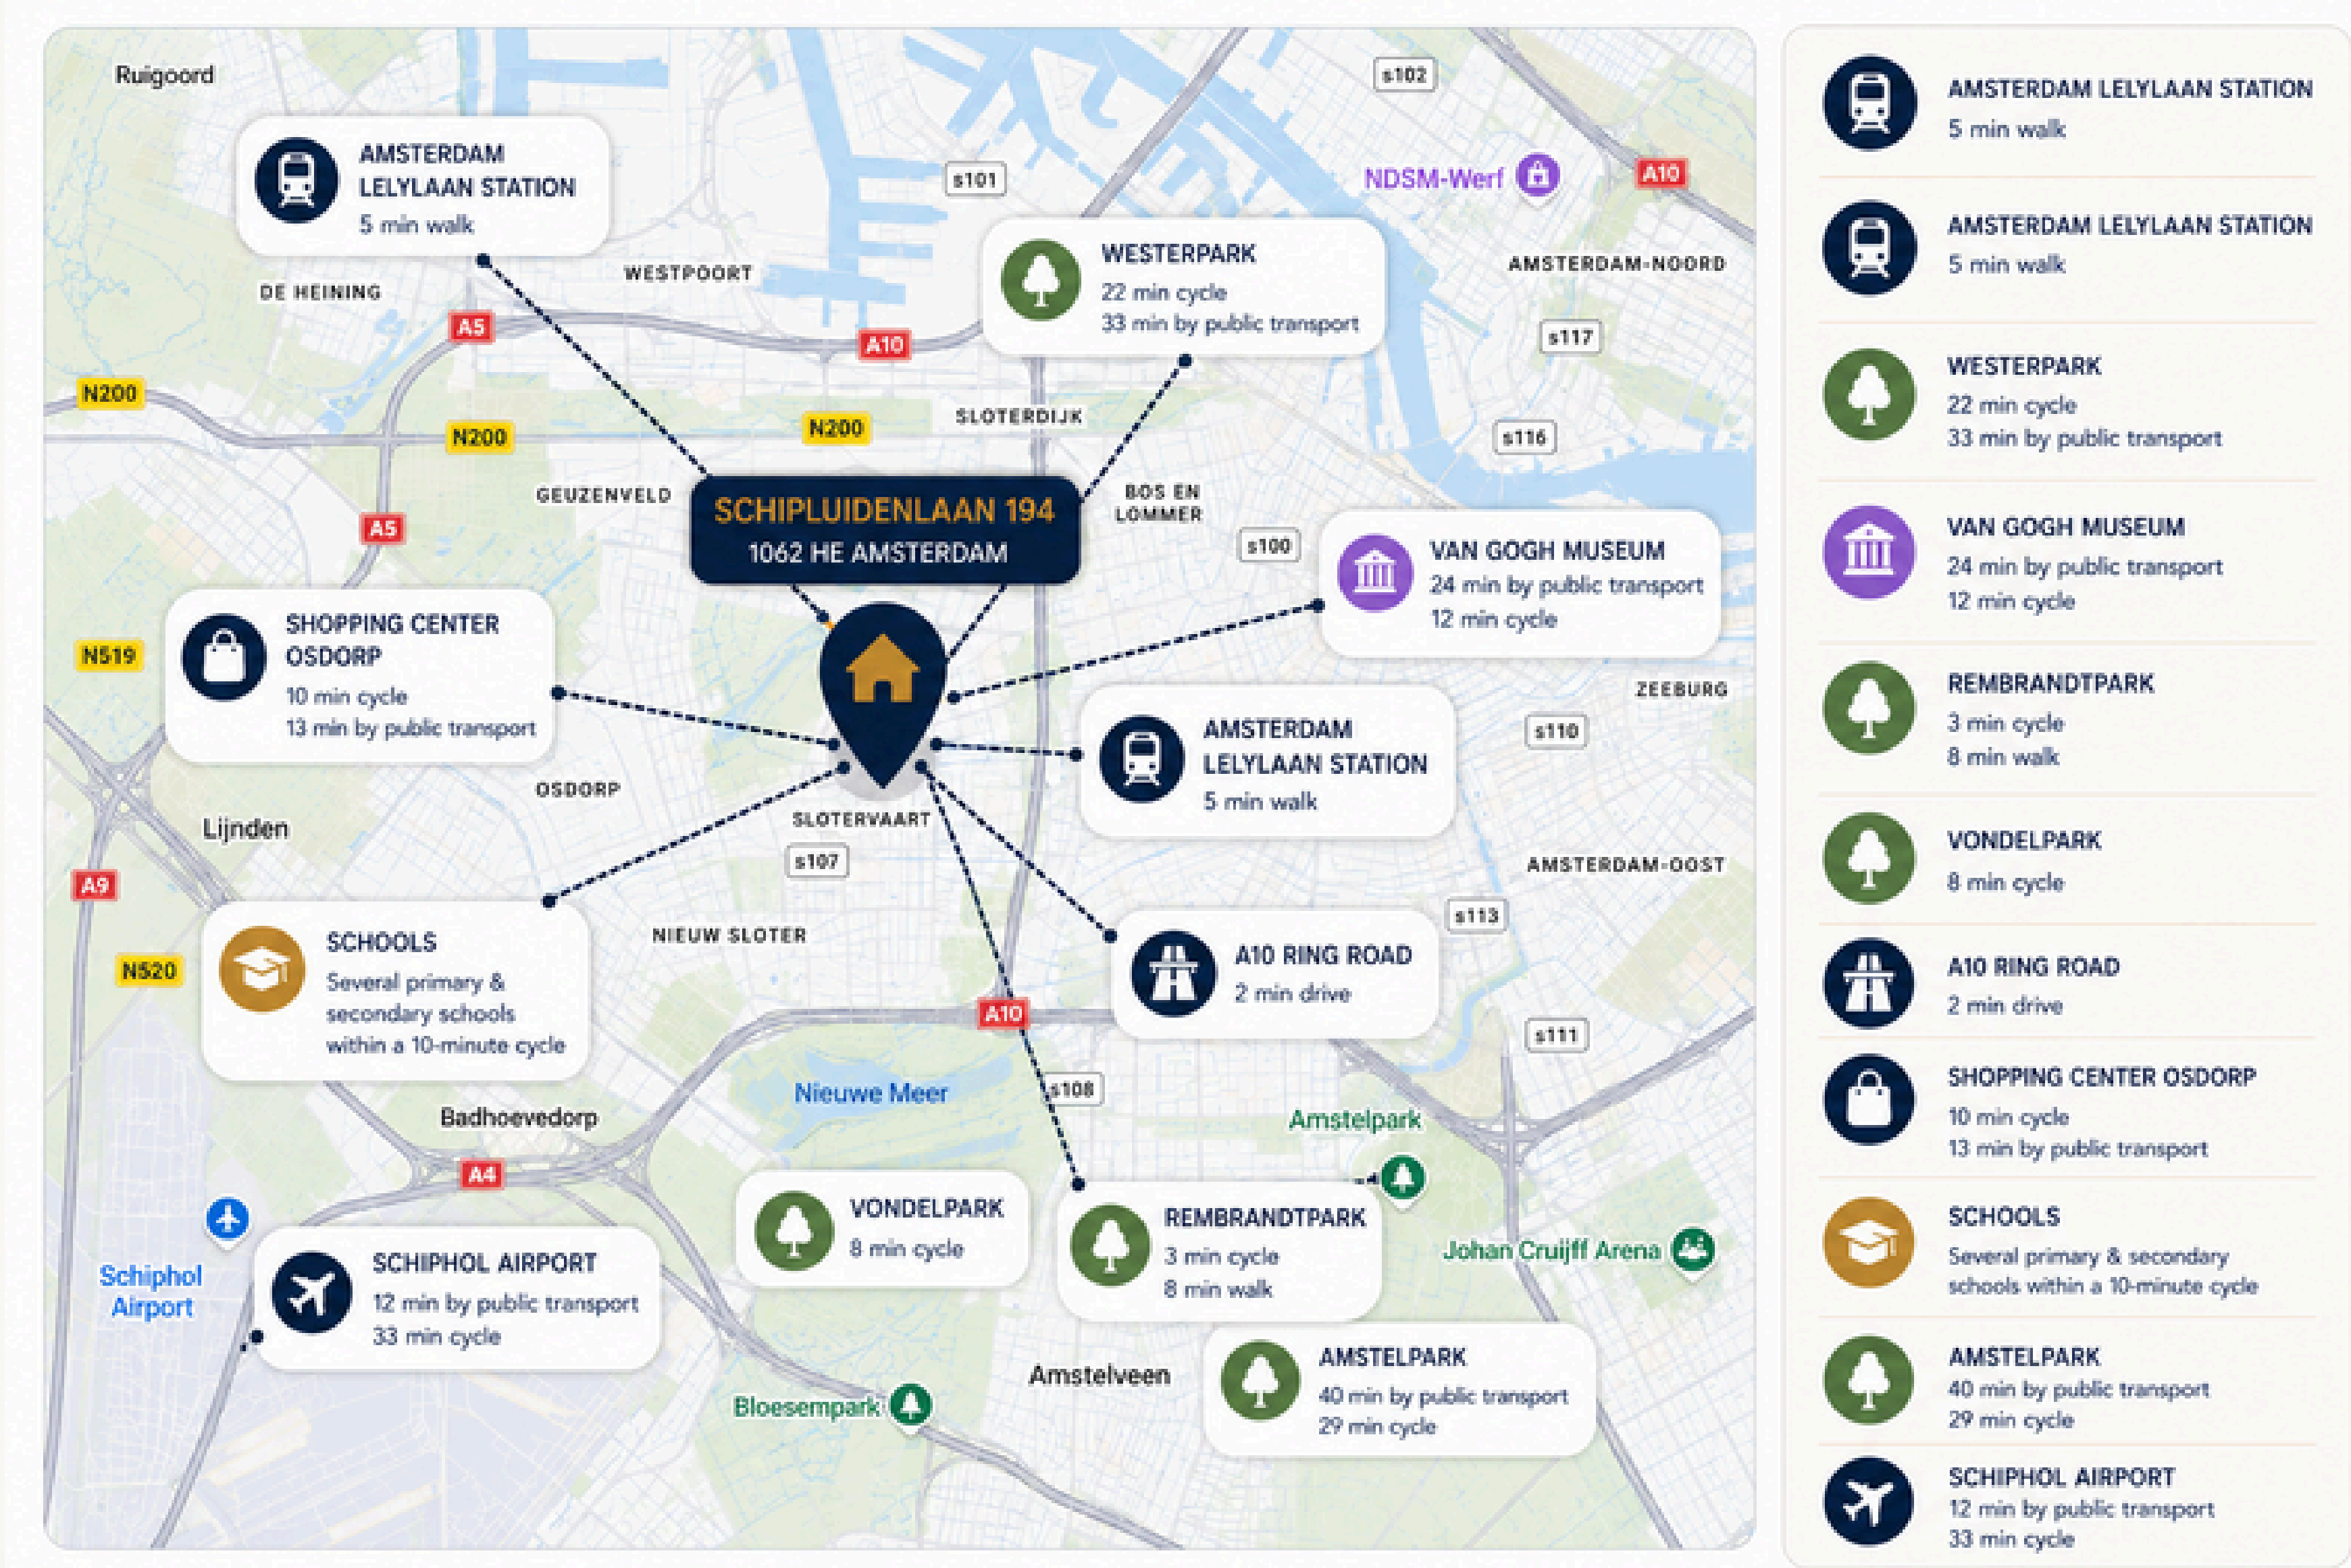 Ruigoord
s102
AMSTERDAM
LELYLAAN STATION
5 min walk
s101
NDSM-Werf
A10
WESTERPARK
22 min cycle
33 min by public transport
AMSTERDAM-NOORD
WESTPOORT
DE HEINING
A5
A10
s117
N200
N200
N200
SLOTERDIJK
s116
GEUZENVELD
SCHIPLUIDENLAAN 194
1062 HE AMSTERDAM
BOS EN
LOMMER
A5
s100
VAN GOGH MUSEUM
24 min by public transport
12 min cycle
SHOPPING CENTER
OSDORP
10 min cycle
13 min by public transport
N519
ZEEBURG
AMSTERDAM
LELYLAAN STATION
5 min walk
s110
OSDORP
SLOTERVAART
Lijnden
s107
AMSTERDAM-OOST
A9
s113
NIEUW SLOTER
SCHOOLS
Several primary &
secondary schools
within a 10-minute cycle
N520
A10 RING ROAD
2 min drive
A10
s111
Nieuwe Meer
s108
Badhoevedorp
Amstelpark
A4
VONDELPARK
8 min cycle
REMBRANDTPARK
3 min cycle
8 min walk
Johan Cruijff Arena
Schiphol
Airport
SCHIPHOL AIRPORT
12 min by public transport
33 min cycle
Amstelveen
AMSTELPARK
40 min by public transport
29 min cycle
Bloesempark
AMSTERDAM LELYLAAN STATION
5 min walk
AMSTERDAM LELYLAAN STATION
5 min walk
WESTERPARK
22 min cycle
33 min by public transport
VAN GOGH MUSEUM
24 min by public transport
12 min cycle
REMBRANDTPARK
3 min cycle
8 min walk
VONDELPARK
8 min cycle
A10 RING ROAD
2 min drive
SHOPPING CENTER OSDORP
10 min cycle
13 min by public transport
SCHOOLS
Several primary & secondary
schools within a 10-minute cycle
AMSTELPARK
40 min by public transport
29 min cycle
SCHIPHOL AIRPORT
12 min by public transport
33 min cycle